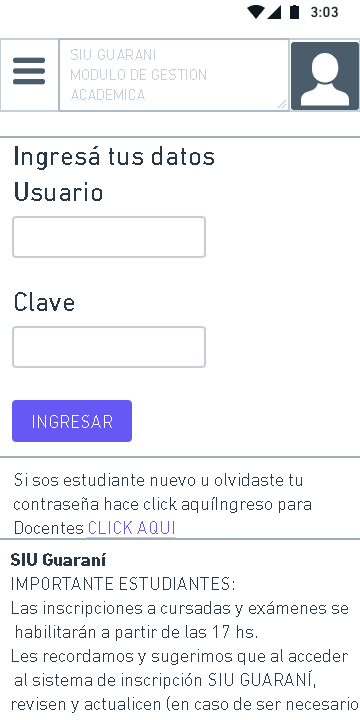 3:03
SIU GUARANI
MODULO DE GESTION
ACADEMICA
Ingresá tus datos
Usuario
Clave
INGRESAR
Si sos estudiante nuevo u olvidaste tu
contraseña hace click aquíIngreso para
Docentes CLICK AQUI
SIU Guaraní
IMPORTANTE ESTUDIANTES:
Las inscripciones a cursadas y exámenes se
habilitarán a partir de las 17 hs.
Les recordamos y sugerimos que al acceder
al sistema de inscripción SIU GUARANÍ,
revisen y actualicen (en caso de ser necesario